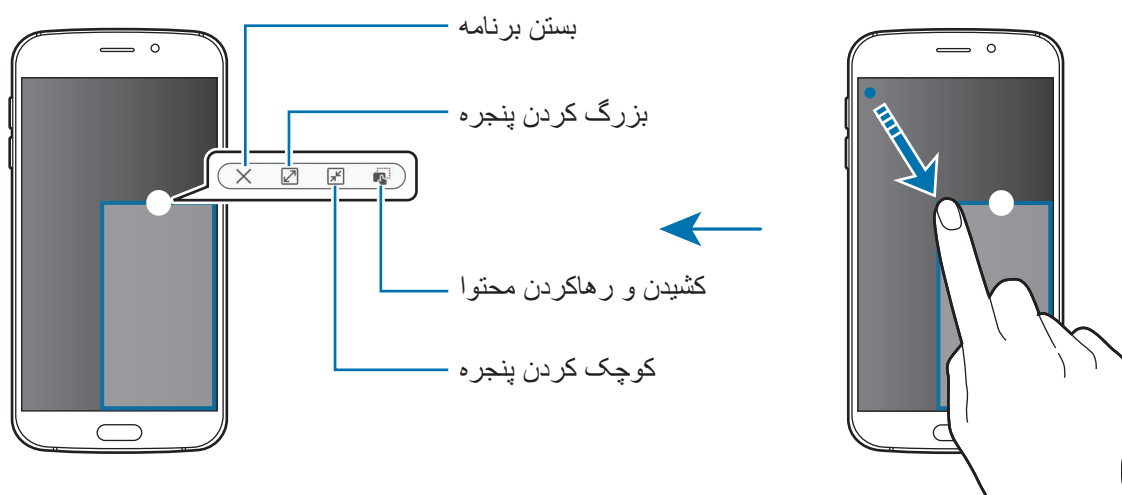 بستن برنامه
بزرگ کردن پنجره
کشیدن و رهاکردن محتوا
کوچک کردن پنجره